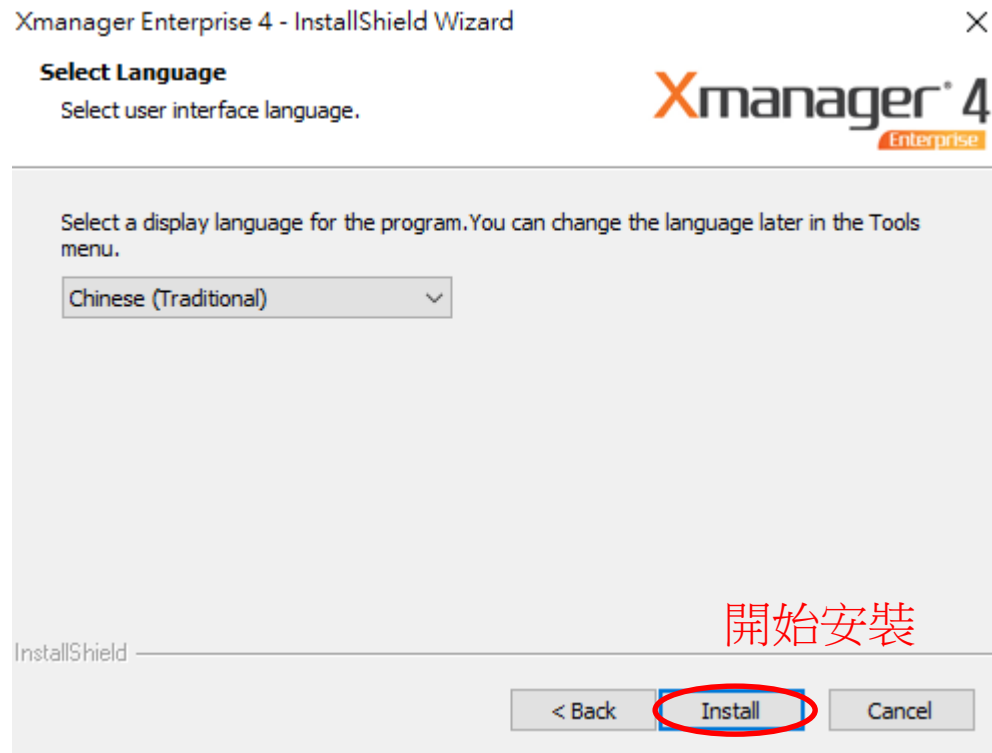 Xmanager Enterprise 4 - InstallShield Wizard
Select Language
Select user interface language.
Xmanager® 4
Enterprise
Select a display language for the program.You can change the language later in the Tools
menu.
Chinese (Traditional)
開始安裝
InstallShield
< Back Install Cancel